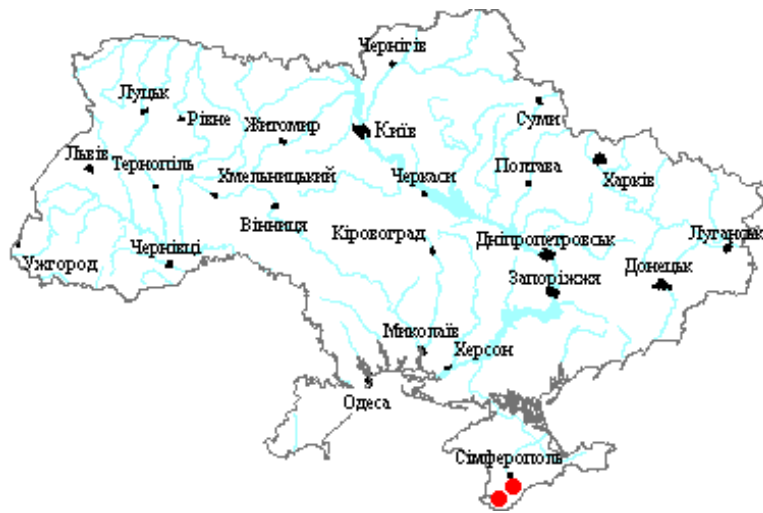 Чернігів
Луцьк
Рівне
Суми
Житомир
Київ
Львів
Тернопіль
Хмельницький
Черкаси
Полтава
Харків
Вінниця
Кіровоград
Дніпропетровськ
Луганськ
Ужгород
Чернівці
Запоріжжя
Донецьк
Миколаїв
Херсон
Одеса
Сімферополь